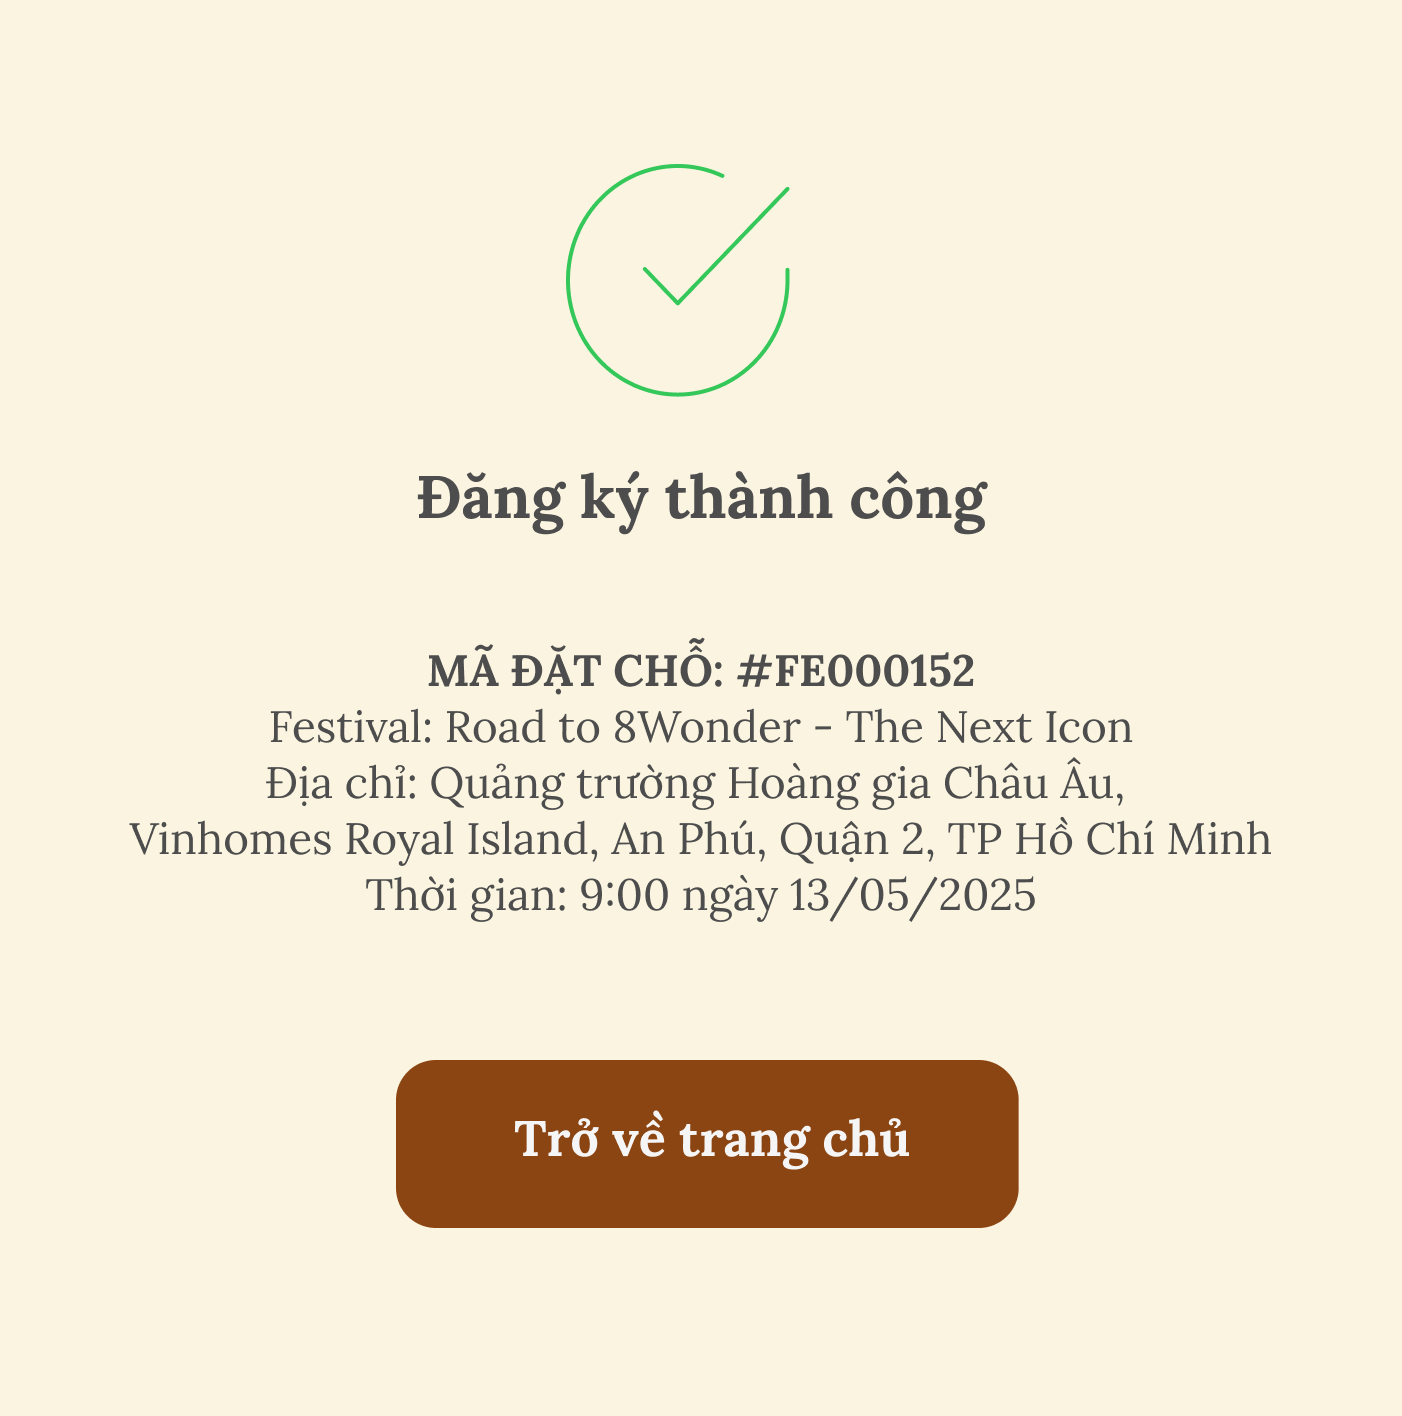 Đăng ký thành công
MÃ ĐẶT CHỖ: #FE000152
Festival: Road to 8Wonder - The Next Icon
Địa chỉ: Quảng trường Hoàng gia Châu Âu,
Vinhomes Royal Island, An Phú, Quận 2, TP Hồ Chí Minh
Thời gian: 9:00 ngày 13/05/2025
Trở về trang chủ